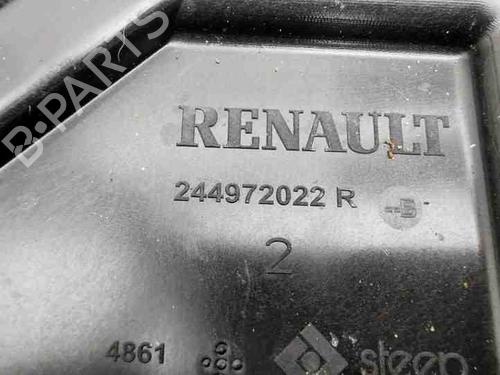 B-PARTS
RENAULT
244972022 R
B
2
4861
steep